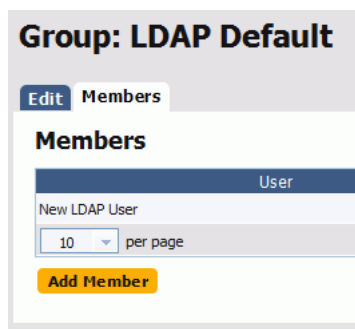 Group: LDAP Default
Edit Members
Members
User
New LDAP User
10 per page
Add Member